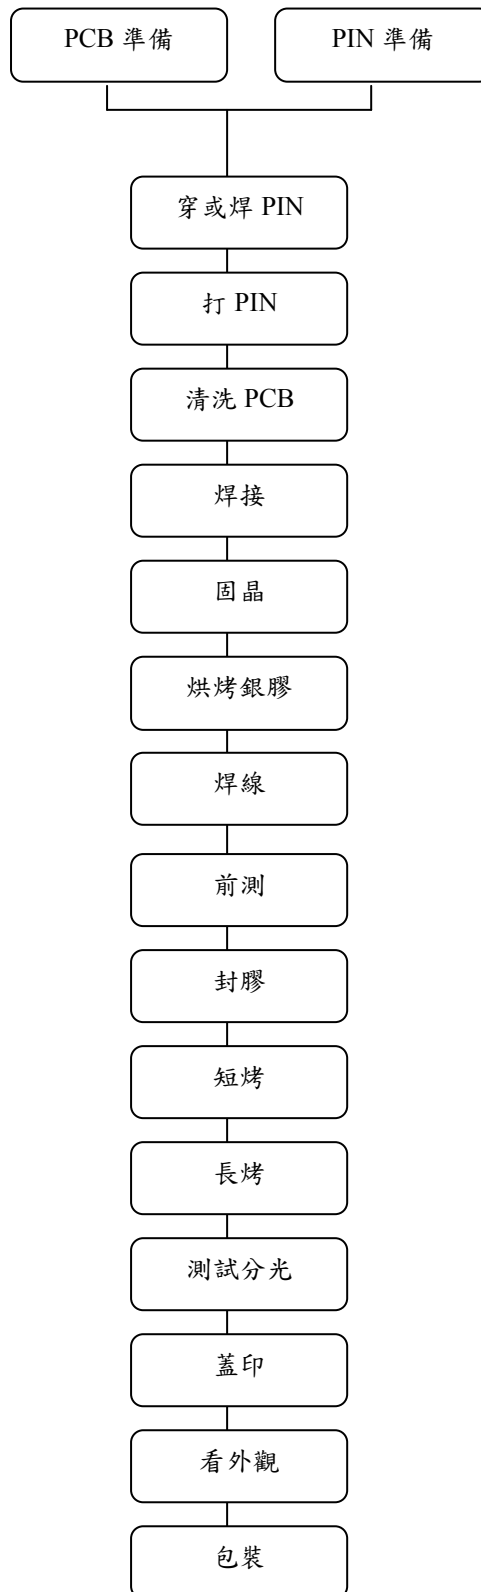 PCB 準備
PIN 準備
穿或焊 PIN
打 PIN
清洗 PCB
焊接
固晶
烘烤銀膠
焊線
前測
封膠
短烤
長烤
測試分光
蓋印
看外觀
包裝